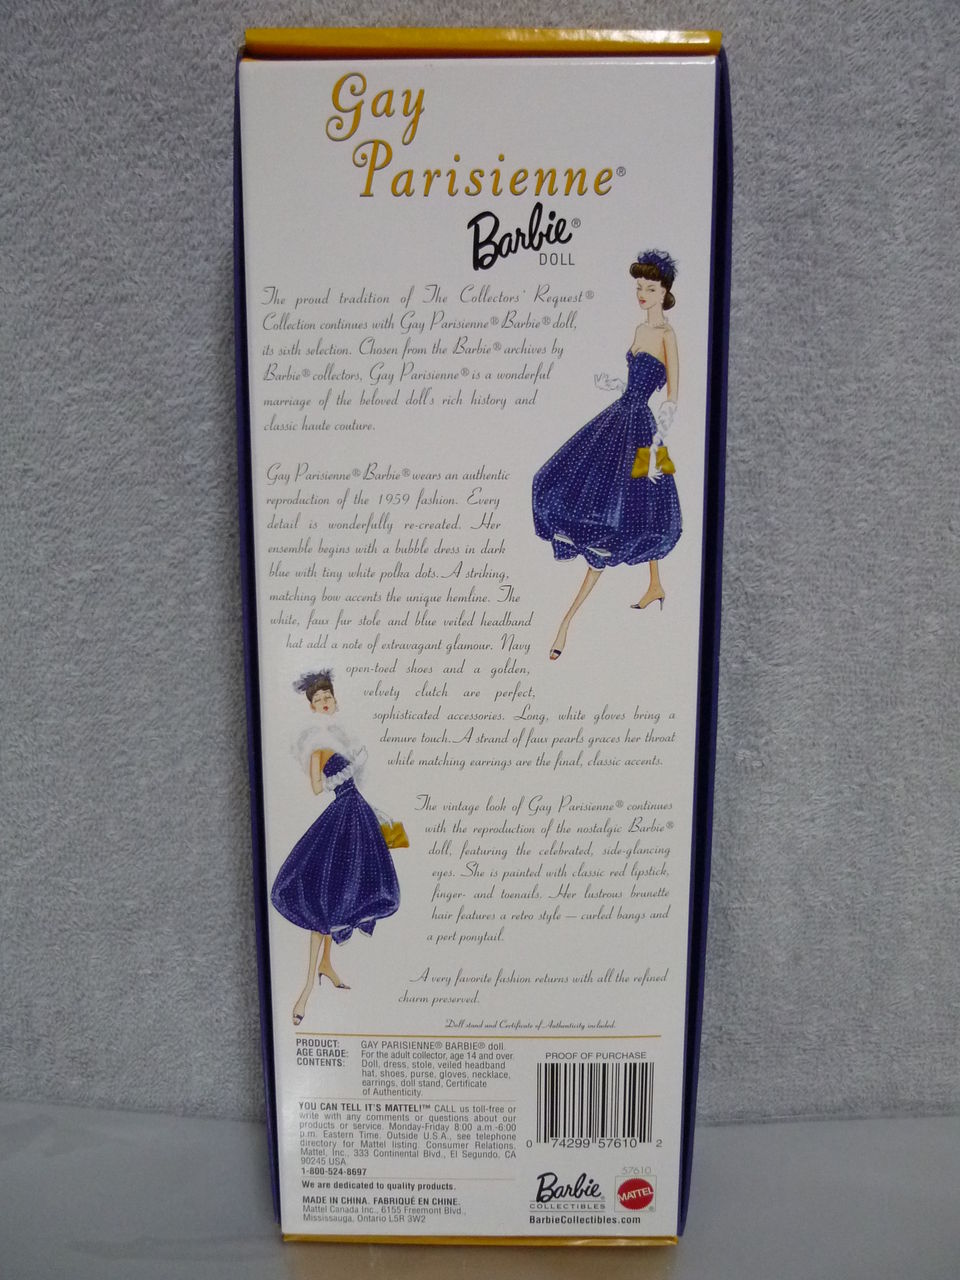 Gay
Parisienne®
Barbie®
DOLL
The proud tradition of The Collectors' Request®
Collection continues with Gay Parisienne® Barbie® doll,
its sixth selection. Chosen from the Barbie® archives by
Barbie® collectors, Gay Parisienne® is a wonderful
marriage of the beloved doll's rich history and
classic haute couture.
Gay Parisienne® Barbie® wears an authentic
reproduction of the 1959 fashion. Every
detail is wonderfully re-created. Her
ensemble begins with a bubble dress in dark
blue with tiny white polka dots. A striking,
matching bow accents the unique hemline. The
white, faux fur stole and blue veiled headband
hat add a note of extravagant glamour. Navy
open-toed shoes and a golden,
velvety clutch are perfect,
sophisticated accessories. Long, white gloves bring a
demure touch. A strand of faux pearls graces her throat
while matching earrings are the final, classic accents.
The vintage look of Gay Parisienne® continues
with the reproduction of the nostalgic Barbie®
doll, featuring the celebrated, side-glancing
eyes. She is painted with classic red lipstick,
finger- and toenails. Her lustrous brunette
hair features a retro style — curled bangs and
a pert ponytail.
A very favorite fashion returns with all the refined
charm preserved.
Doll stand and Certificate of Authenticity included.
PRODUCT: GAY PARISIENNE® BARBIE® doll.
AGE GRADE: For the adult collector, age 14 and over.
CONTENTS: Doll, dress, stole, veiled headband
hat, shoes, purse, gloves, necklace,
earrings, doll stand, Certificate
of Authenticity.
YOU CAN TELL IT'S MATTEL!™ CALL us toll-free or
write with any comments or questions about our
products or service. Monday-Friday 8:00 a.m.-6:00
p.m. Eastern Time. Outside U.S.A., see telephone
directory for Mattel listing. Consumer Relations,
Mattel, Inc., 333 Continental Blvd., El Segundo, CA
90245 USA
1-800-524-8697
We are dedicated to quality products.
MADE IN CHINA. FABRIQUÉ EN CHINE.
Mattel Canada Inc., 6155 Freemont Blvd.,
Mississauga, Ontario L5R 3W2
PROOF OF PURCHASE
0 74299 57610 2
57610
Barbie®
COLLECTIBLES
MATTEL®
BarbieCollectibles.com